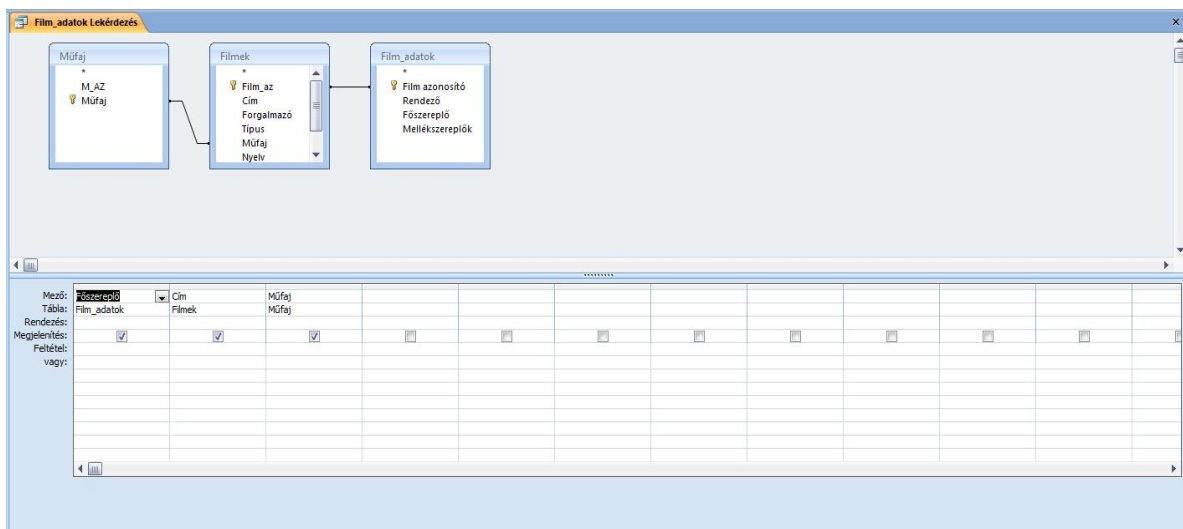 Film_adatok Lekérdezés
Műfaj
*
M_AZ
Műfaj
Filmek
*
Film_az
Cím
Forgalmazó
Típus
Műfaj
Nyelv
Film_adatok
*
Film azonosító
Rendező
Főszereplő
Mellékszereplők
Mező: Főszereplő Cím Műfaj
Tábla: Film_adatok Filmek Műfaj
Rendezés:
Megjelenítés:
Feltétel:
vagy: